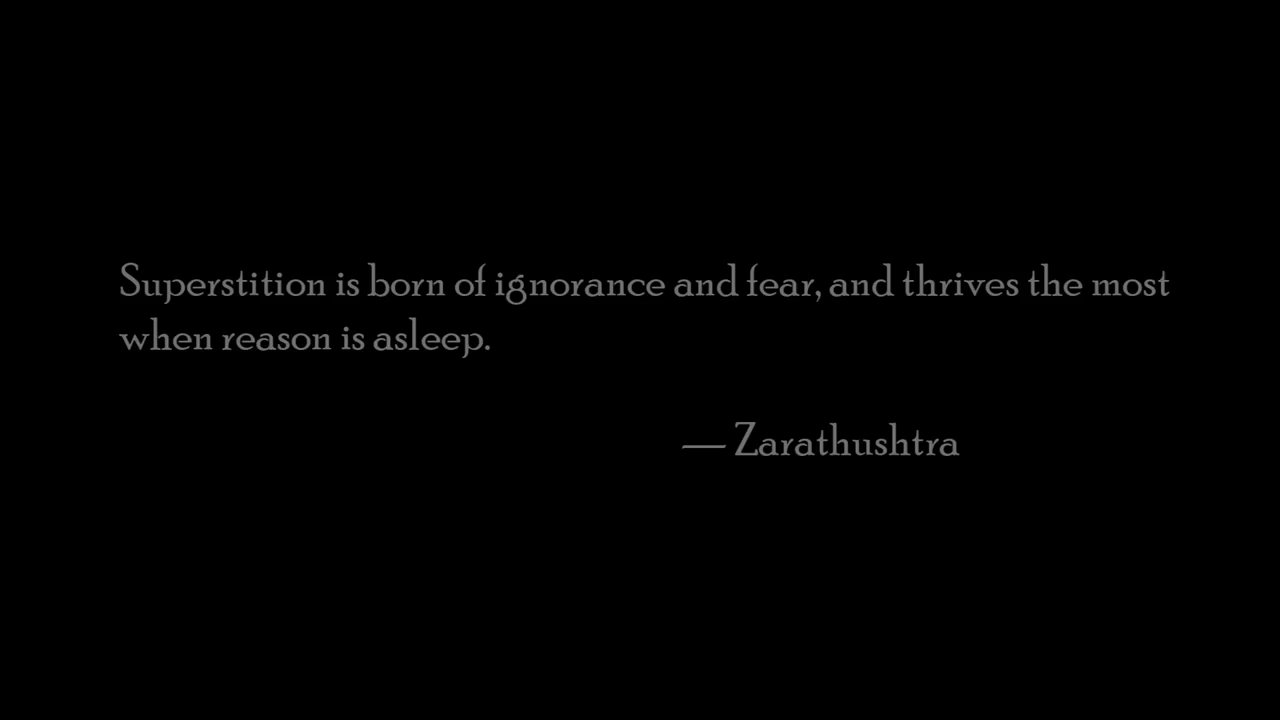 Superstition is born of ignorance and fear, and thrives the most
when reason is asleep.
— Zarathushtra